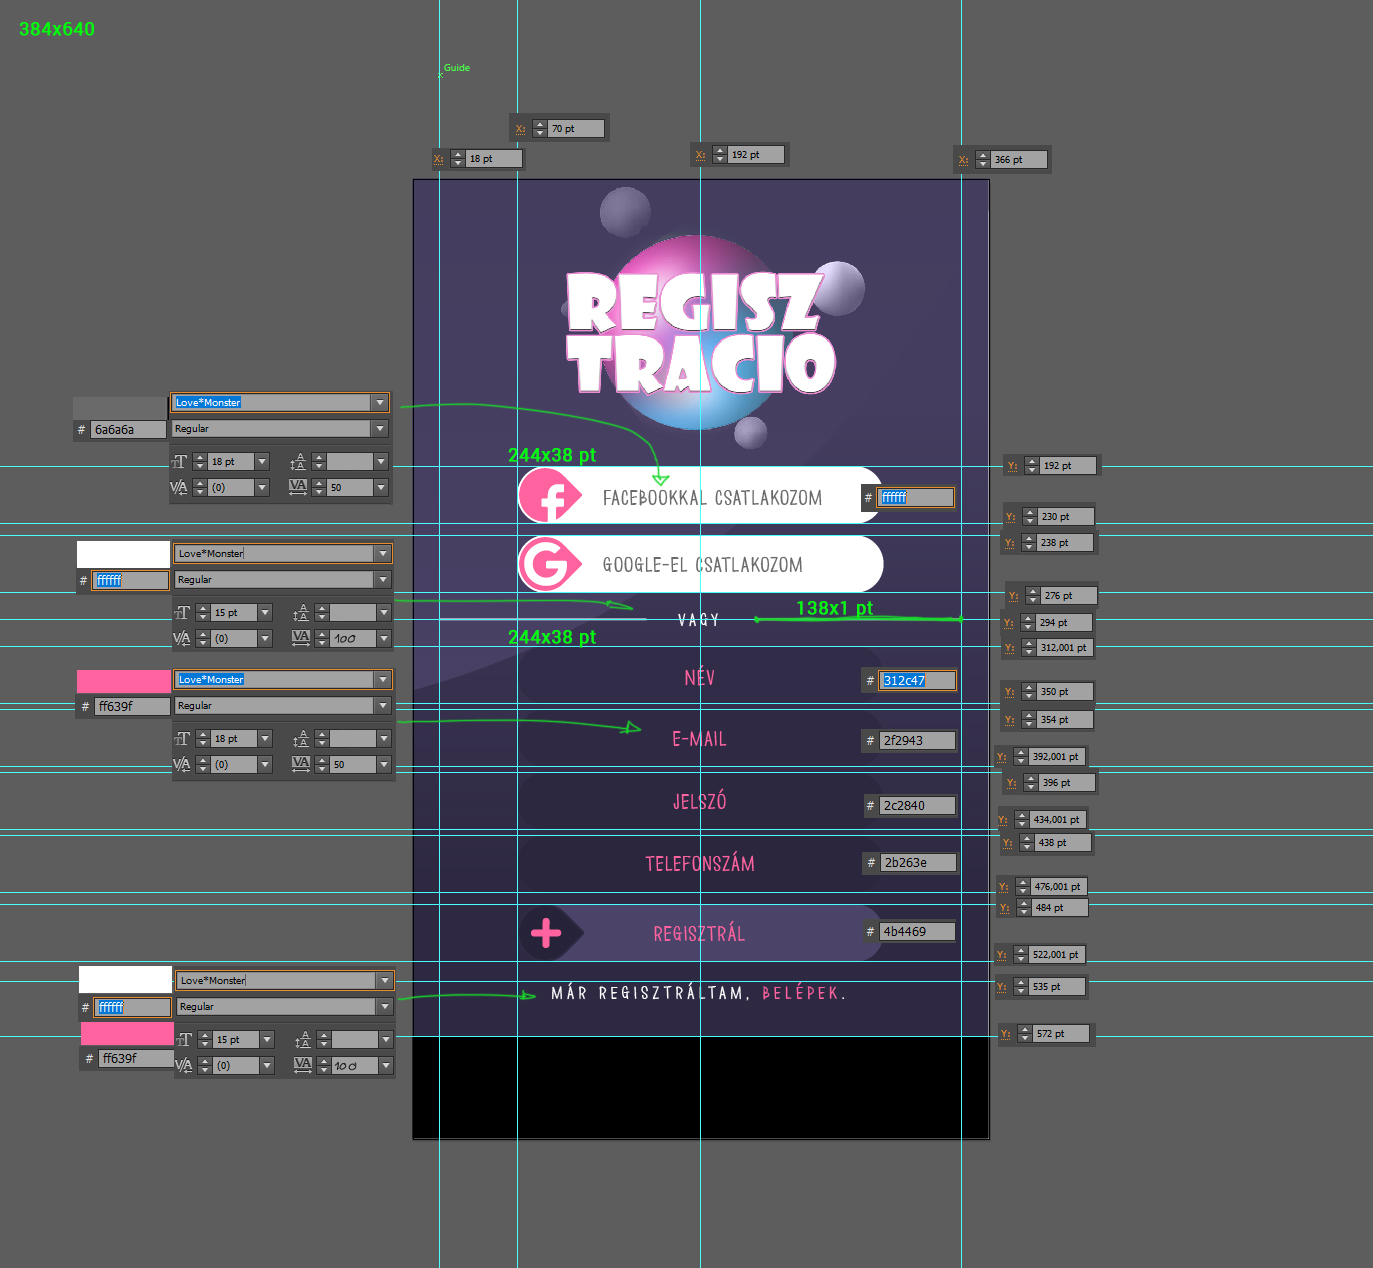 384x640
Guide
X: 70 pt
X: 18 pt
X: 192 pt
X: 366 pt
REGISZ
TRACIO
Love*Monster
# 6a6a6a
Regular
18 pt
(0)
50
244x38 pt
FACEBOOKKAL CSATLAKOZOM
# ffffff
GOOGLE-EL CSATLAKOZOM
Love*Monster
# ffffff
Regular
15 pt
(0)
100
138x1 pt
VAGY
244x38 pt
Love*Monster
# ff639f
Regular
18 pt
(0)
50
NÉV
# 312c47
E-MAIL
# 2f2943
JELSZÓ
# 2c2840
TELEFONSZÁM
# 2b263e
REGISZTRÁL
# 4b4469
Love*Monster
# ffffff
Regular
15 pt
# ff639f
(0)
100
MÁR REGISZTRÁLTAM, BELÉPEK.
Y: 192 pt
Y: 230 pt
Y: 238 pt
Y: 276 pt
Y: 294 pt
Y: 312,001 pt
Y: 350 pt
Y: 354 pt
Y: 392,001 pt
Y: 396 pt
Y: 434,001 pt
Y: 438 pt
Y: 476,001 pt
Y: 484 pt
Y: 522,001 pt
Y: 535 pt
Y: 572 pt